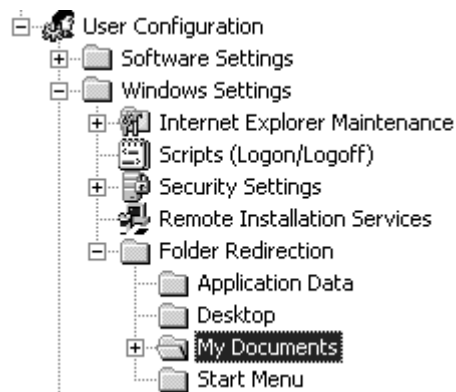 User Configuration
Software Settings
Windows Settings
Internet Explorer Maintenance
Scripts (Logon/Logoff)
Security Settings
Remote Installation Services
Folder Redirection
Application Data
Desktop
My Documents
Start Menu